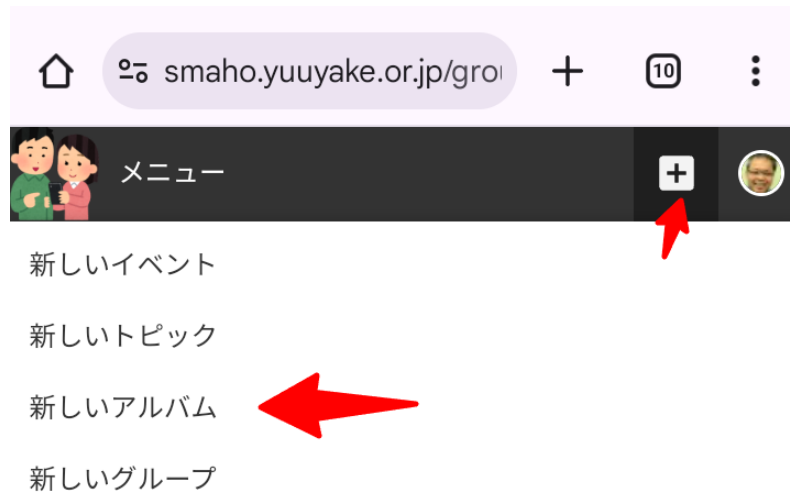 smaho.yuuyake.or.jp/grou
10
メニュー
新しいイベント
新しいトピック
新しいアルバム
新しいグループ